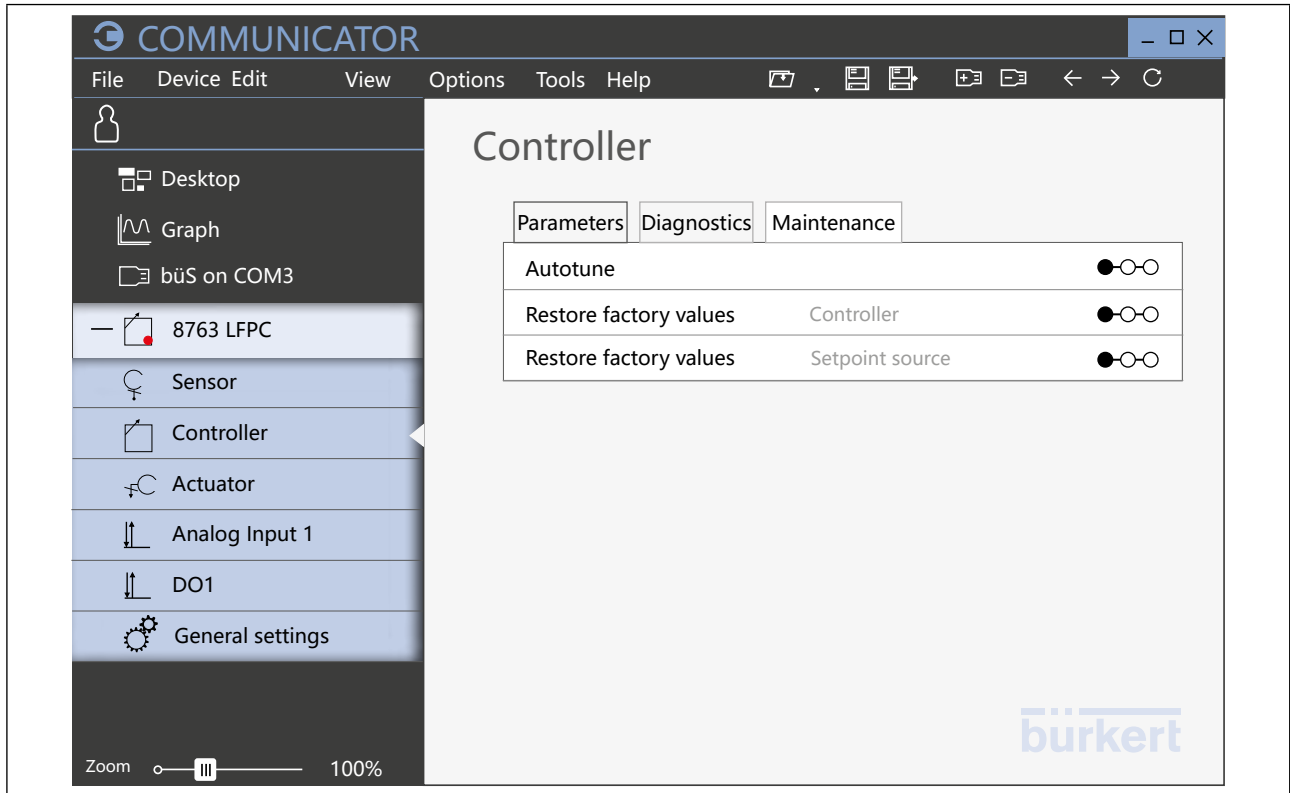 COMMUNICATOR
File Device Edit View Options Tools Help
Desktop
Graph
büS on COM3
8763 LFPC
Sensor
Controller
Actuator
Analog Input 1
DO1
General settings
Zoom 100%
Controller
Parameters Diagnostics Maintenance
Autotune
Restore factory values Controller
Restore factory values Setpoint source
bürkert